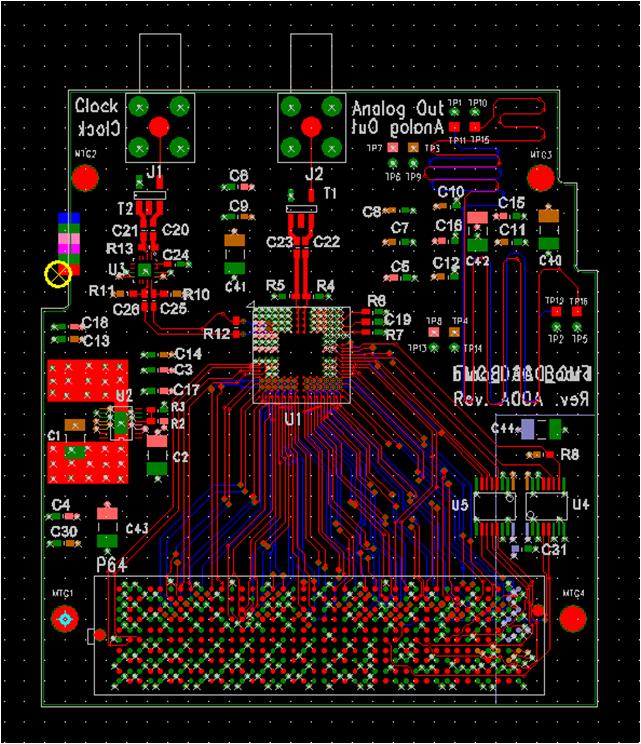 Clock
Clock
Analog Out
Analog Out
TP1 TP10
TP11 TP15
TP7 TP3
TP6 TP9
MTG2
MTG3
J1
J2
T2
T1
C8
C9
C41
C21 C20
R13
C24
U3
R11 R10
C26 C25
C23 C22
R5 R4
C6
C7
C5
C10
C16
C12
C15
C11
C42
C40
R6
C19
R7
R12
TP8 TP4
TP13 TP14
TP12 TP16
TP2 TP5
C18
C13
C14
C3
C17
U2
R3
R2
C1
C2
U1
Rev. A
C44
R8
U5
U4
C31
C4
C30
C43
P64
MTG1
MTG4